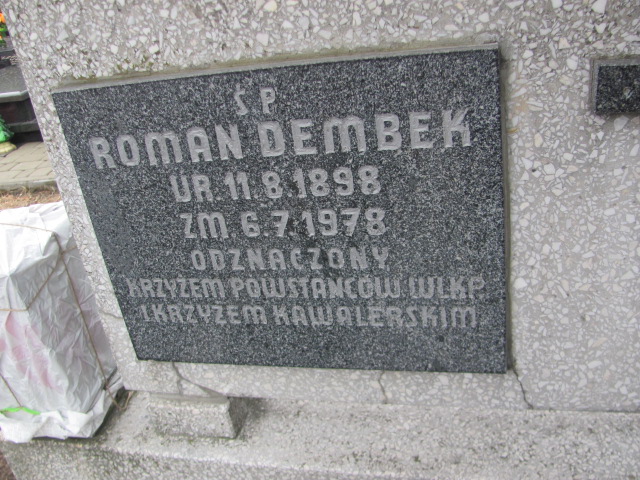 Ś P
ROMAN DEMBEK
UR. 11.8.1898
ZM 6.7.1978
ODZNACZONY
KRZYŻEM POWSTAŃCÓW WLKP.
I KRZYŻEM KAWALERSKIM